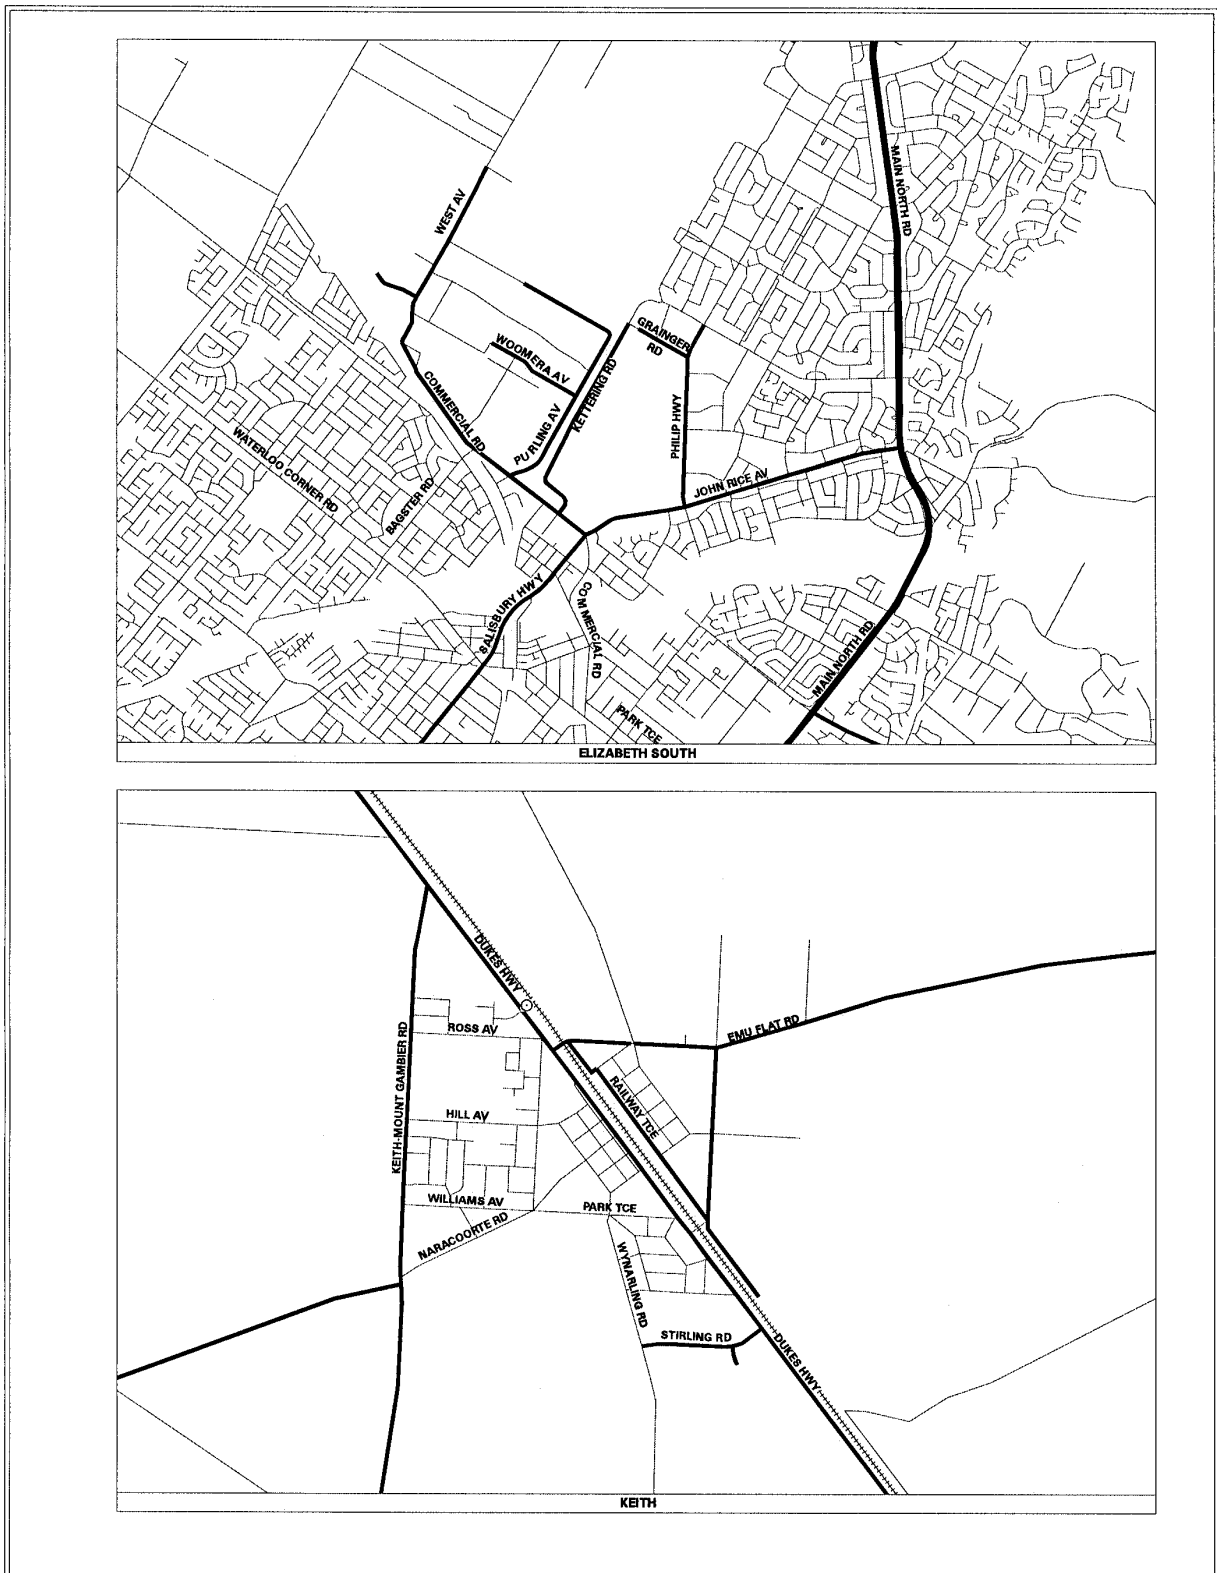 MAIN NORTH RD
WEST AV
GRAINGER
RD
WOOMERA AV
KETTERING RD
COMMERCIAL RD
PURLING AV
PHILIP HWY
WATERLOO CORNER RD
BAGSTER RD
JOHN RICE AV
SALISBURY HWY
COMMERCIAL RD
MAIN NORTH RD
PARK TCE
ELIZABETH SOUTH
DUKES HWY
ROSS AV
EMU FLAT RD
KEITH-MOUNT GAMBIER RD
RAILWAY TCE
HILL AV
WILLIAMS AV
PARK TCE
NARACOORTE RD
WYNARLING RD
STIRLING RD
DUKES HWY
KEITH